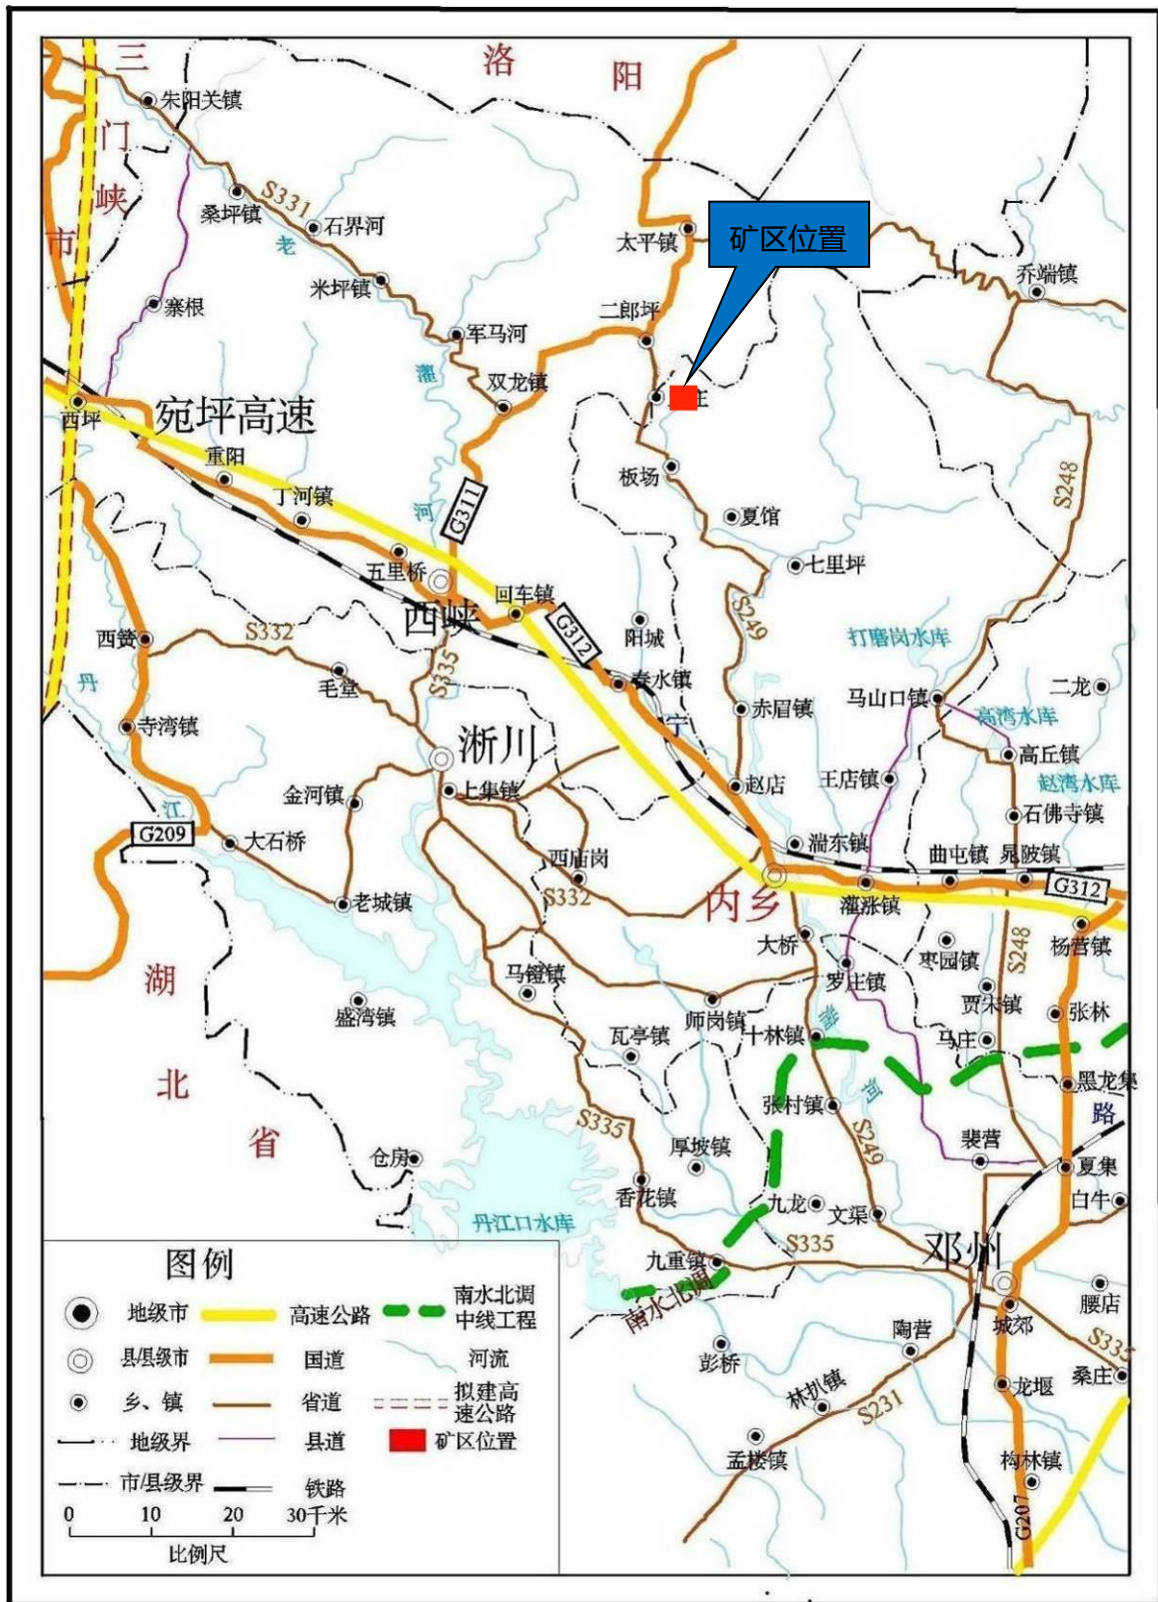 三
门
峡
市
洛
阳
朱阳关镇
桑坪镇
S331
石界河
老
米坪镇
寨根
军马河
灌
双龙镇
太平镇
矿区位置
乔端镇
二郎坪
庄
西坪
宛坪高速
重阳
丁河镇
河
G311
板场
夏馆
S248
五里桥
七里坪
西峡
回车镇
G312
阳城
S249
打磨岗水库
西簧
S332
S335
毛堂
丹
春水镇
马山口镇
二龙
寺湾镇
淅川
宁
赤眉镇
高湾水库
高丘镇
江
金河镇
上集镇
赵店
王店镇
赵湾水库
石佛寺镇
G209
大石桥
西庙岗
湍东镇
曲屯镇
晁陂镇
G312
老城镇
S332
内乡
灌涨镇
大桥
杨营镇
枣园镇
S248
罗庄镇
湖
马镫镇
贾宋镇
盛湾镇
师岗镇
张林
湍
瓦亭镇
十林镇
马庄
北
黑龙集
河
张村镇
路
省
S335
S249
仓房
厚坡镇
裴营
夏集
香花镇
九龙
文渠
白牛
丹江口水库
S335
邓州
九重镇
南水北调
腰店
城郊
陶营
彭桥
S335
桑庄
林扒镇
龙堰
S231
孟楼镇
构林镇
G207
图例
地级市
高速公路
南水北调
中线工程
县/县级市
国道
河流
乡、镇
省道
拟建高
速公路
地级界
县道
矿区位置
市/县级界
铁路
0 10 20 30千米
比例尺